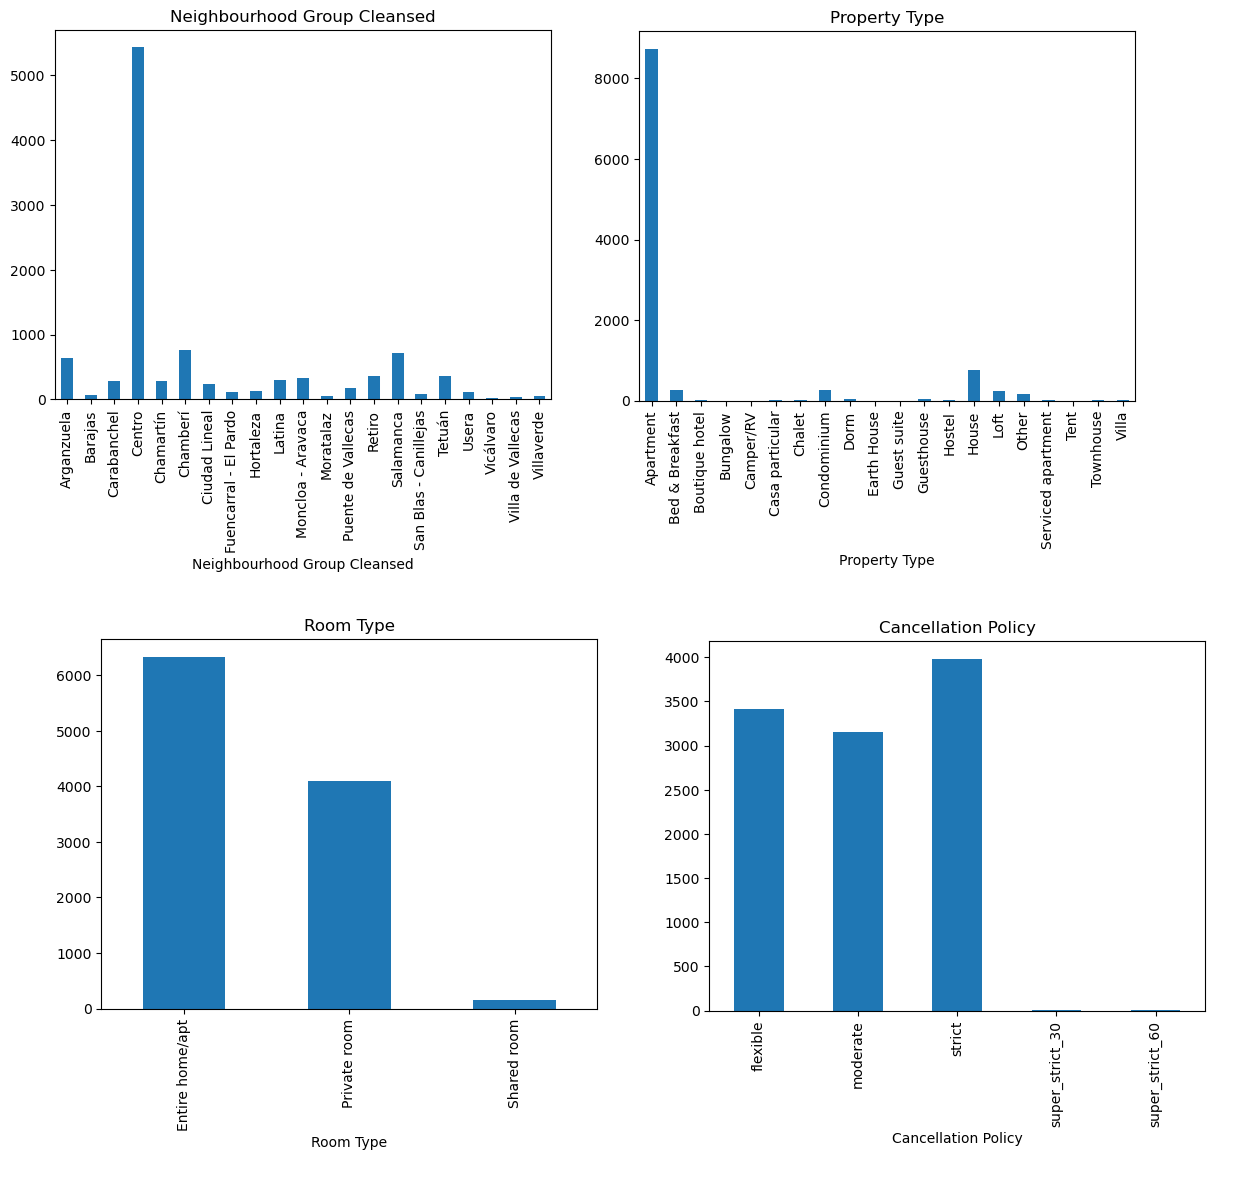 Neighbourhood Group Cleansed
5000
4000
3000
2000
1000
0
Arganzuela
Barajas
Carabanchel
Centro
Chamartín
Chamberí
Ciudad Lineal
Fuencarral - El Pardo
Hortaleza
Latina
Moncloa - Aravaca
Moratalaz
Puente de Vallecas
Retiro
Salamanca
San Blas - Canillejas
Tetuán
Usera
Vicálvaro
Villa de Vallecas
Villaverde
Neighbourhood Group Cleansed
Property Type
8000
6000
4000
2000
0
Apartment
Bed & Breakfast
Boutique hotel
Bungalow
Camper/RV
Casa particular
Chalet
Condominium
Dorm
Earth House
Guest suite
Guesthouse
Hostel
House
Loft
Other
Serviced apartment
Tent
Townhouse
Villa
Property Type
Room Type
6000
5000
4000
3000
2000
1000
0
Entire home/apt
Private room
Shared room
Room Type
Cancellation Policy
4000
3500
3000
2500
2000
1500
1000
500
0
flexible
moderate
strict
super_strict_30
super_strict_60
Cancellation Policy